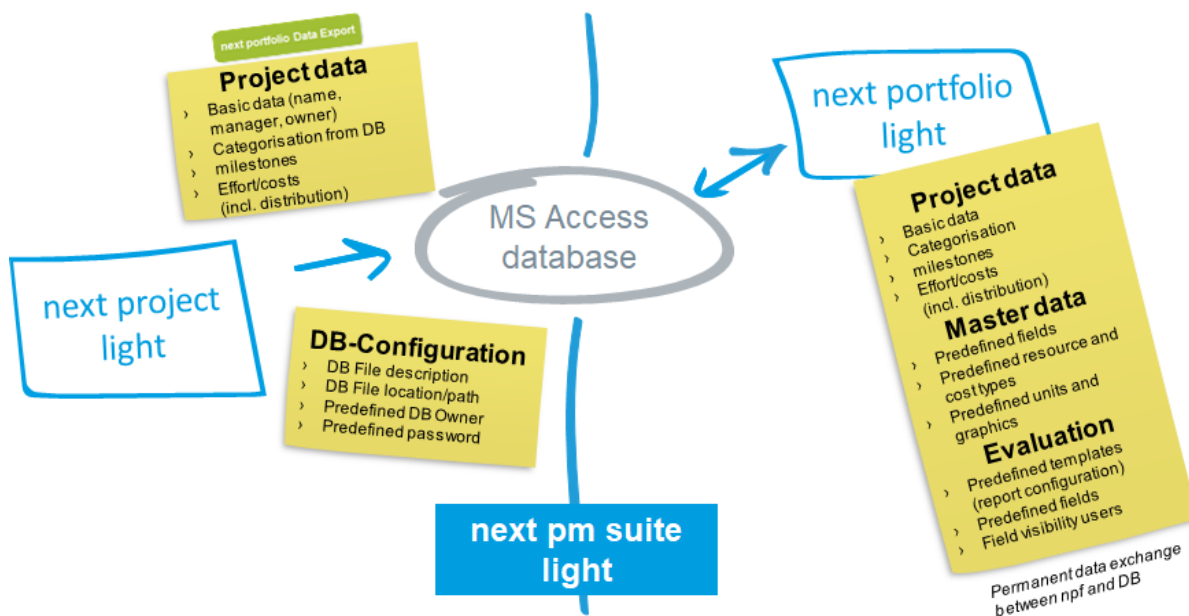 next portfolio Data Export
Project data
› Basic data (name,
manager, owner)
› Categorisation from DB
› milestones
› Effort/costs
(incl. distribution)
next project
light
DB-Configuration
› DB File description
› DB File location/path
› Predefined DB Owner
› Predefined password
MS Access
database
next pm suite
light
next portfolio
light
Project data
› Basic data
› Categorisation
› milestones
› Effort/costs
(incl. distribution)
Master data
› Predefined fields
› Predefined resource and
cost types
› Predefined units and
graphics
Evaluation
› Predefined templates
(report configuration)
› Predefined fields
› Field visibility users
Permanent data exchange
between npf and DB